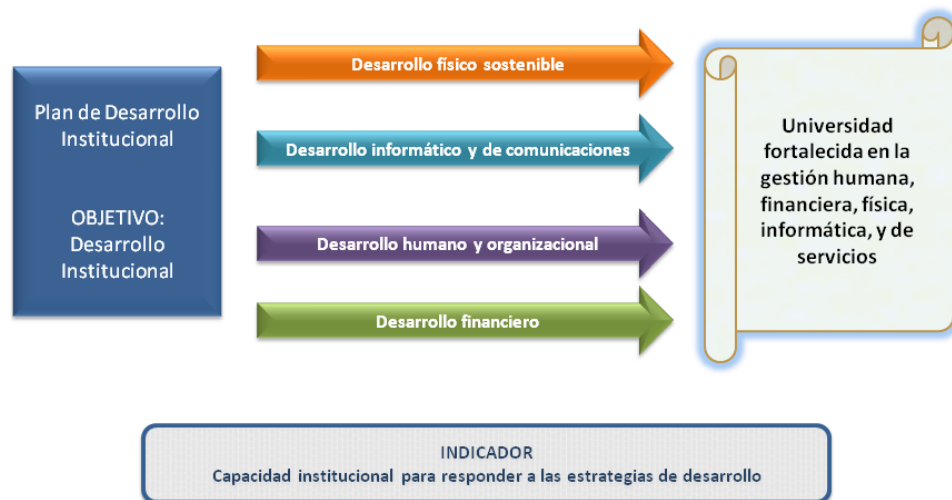 Plan de Desarrollo
Institucional
OBJETIVO:
Desarrollo
Institucional
Desarrollo físico sostenible
Desarrollo informático y de comunicaciones
Desarrollo humano y organizacional
Desarrollo financiero
Universidad
fortalecida en la
gestión humana,
financiera, física,
informática, y de
servicios
INDICADOR
Capacidad institucional para responder a las estrategias de desarrollo